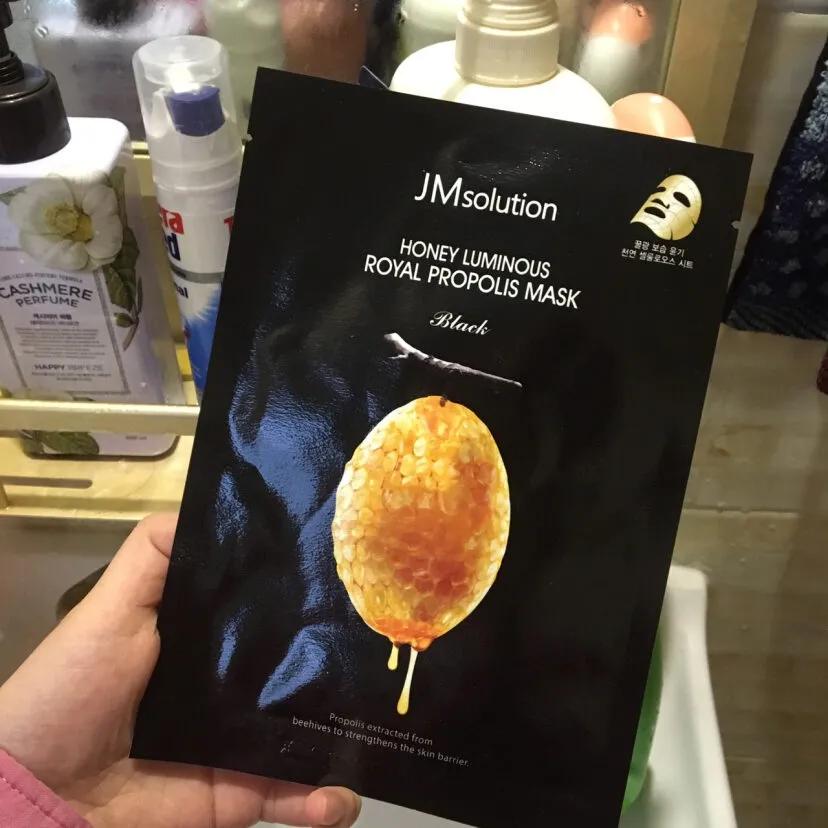 JMsolution
HONEY LUMINOUS
ROYAL PROPOLIS MASK
Black
꿀광 보습 윤기
천연 셀룰로오스 시트
Propolis extracted from
beehives to strengthens the skin barrier.
CASHMERE
PERFUME
HAPPY